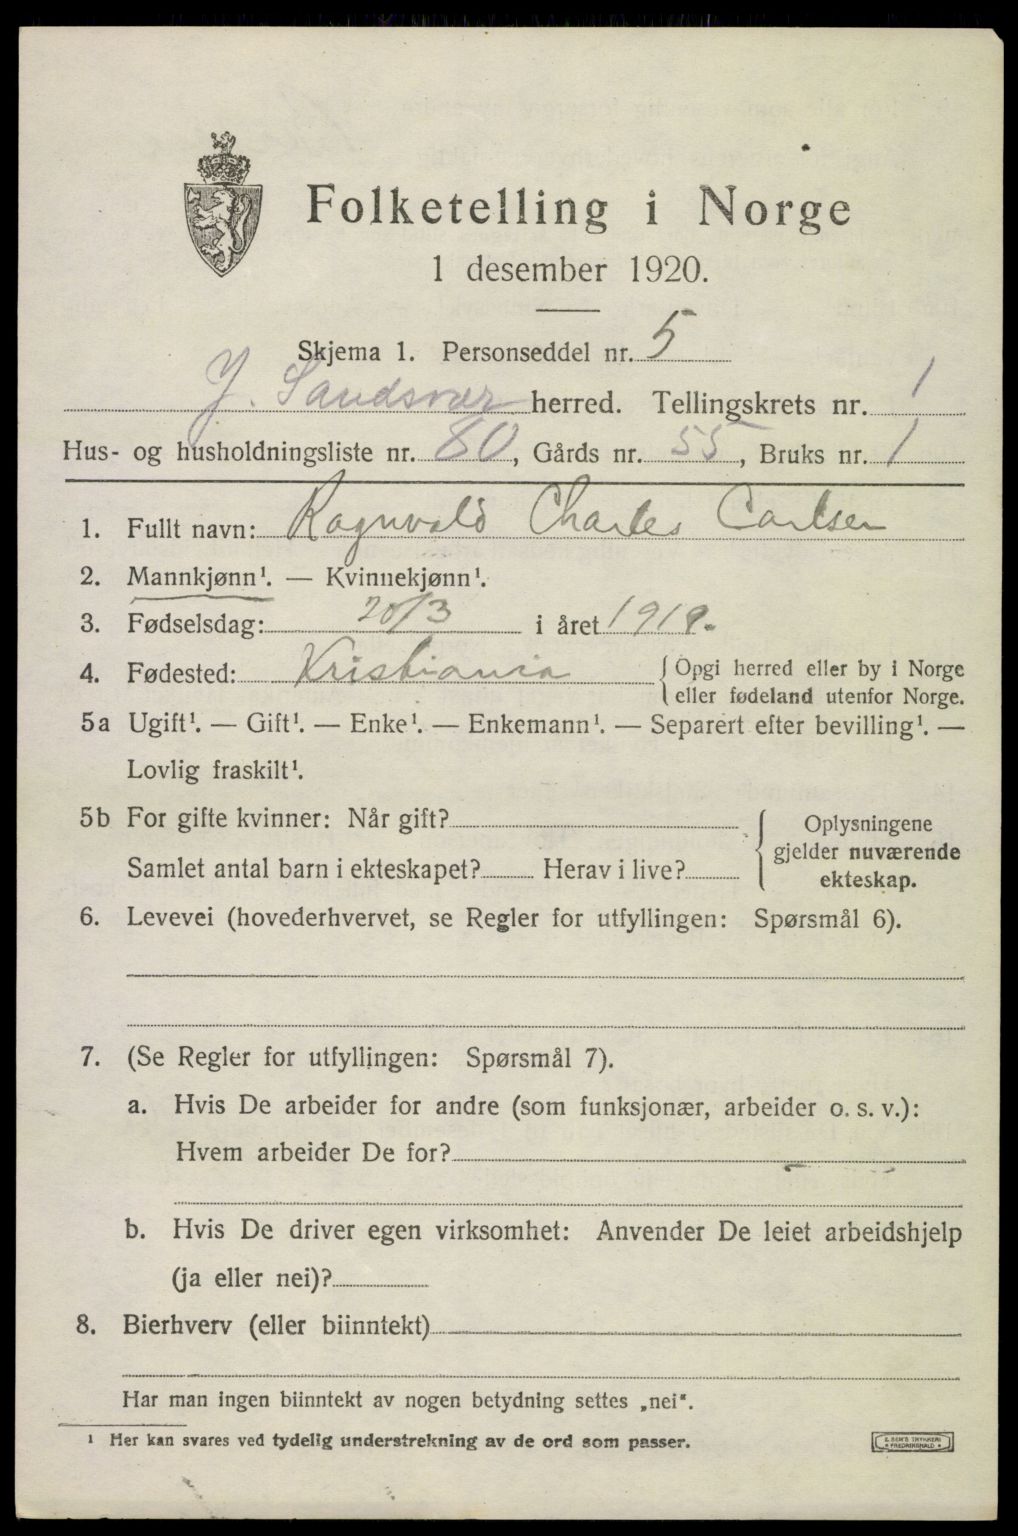 Folketelling i Norge
1 desember 1920.
Skjema 1. Personseddel nr. 5
Y. Sandsvær herred. Tellingskrets nr. 1
Hus- og husholdningsliste nr. 80, Gårds nr. 55, Bruks nr. 1
1. Fullt navn: Ragnvald Charles Carlsen
2. Mannkjønn¹. — Kvinnekjønn¹.
3. Fødselsdag: 20/3 i året 1919.
4. Fødested: Kristiania { Opgi herred eller by i Norge
eller fødeland utenfor Norge.
5a Ugift¹. — Gift¹. — Enke¹. — Enkemann¹. — Separert efter bevilling¹. —
Lovlig fraskilt¹.
5b For gifte kvinner: Når gift?
Samlet antal barn i ekteskapet? Herav i live?
Oplysningene
gjelder nuværende
ekteskap.
6. Levevei (hovederhvervet, se Regler for utfyllingen: Spørsmål 6).
7. (Se Regler for utfyllingen: Spørsmål 7).
a. Hvis De arbeider for andre (som funksjonær, arbeider o. s. v.):
Hvem arbeider De for?
b. Hvis De driver egen virksomhet: Anvender De leiet arbeidshjelp
(ja eller nei)?
8. Bierhverv (eller biinntekt)
Har man ingen biinntekt av nogen betydning settes „nei".
¹ Her kan svares ved tydelig understrekning av de ord som passer.
E. SEM'S TRYKKERI
FREDRIKSHALD